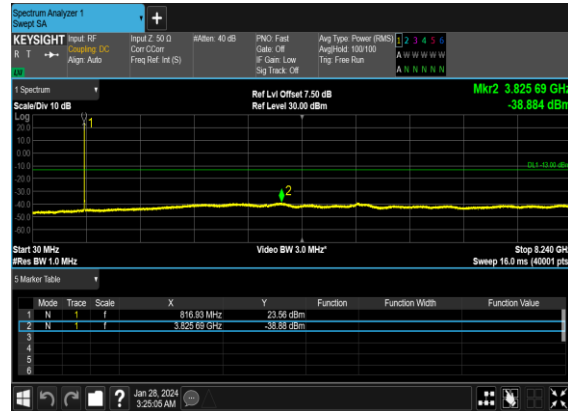 Spectrum Analyzer 1
Swept SA
+
KEYSIGHT Input: RF Input Z: 50 Ω #Atten: 40 dB PNO: Fast Avg Type: Power (RMS) 1 2 3 4 5 6
R T Coupling: DC Corr CCorr Gate: Off Avg|Hold: 100/100 A W W W W W
Align: Auto Freq Ref: Int (S) IF Gain: Low Trig: Free Run
Sig Track: Off A N N N N N
1 Spectrum
Ref Lvl Offset 7.50 dB Mkr2 3.825 69 GHz
Scale/Div 10 dB Ref Level 30.00 dBm -38.884 dBm
Log
1
20.0
10.0
0.00
-10.0
DL1 -13.00 dBm
-20.0
-30.0
2
-40.0
-50.0
-60.0
Start 30 MHz Video BW 3.0 MHz* Stop 8.240 GHz
#Res BW 1.0 MHz Sweep 16.0 ms (40001 pts)
5 Marker Table
Mode Trace Scale X Y Function Function Width Function Value
1 N 1 f 816.93 MHz 23.56 dBm
2 N 1 f 3.825 69 GHz -38.88 dBm
3
4
5
6
? Jan 28, 2024
3:25:05 AM